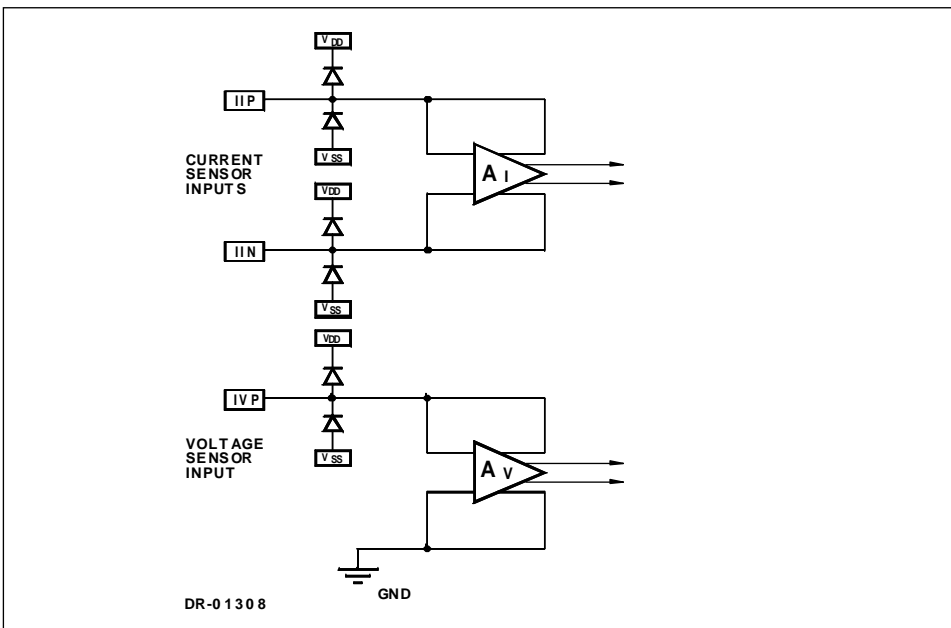 VDD
IIP
CURRENT
SENSOR
INPUTS
VSS
VDD
AI
IIN
VSS
VDD
IVP
VOLTAGE
SENSOR
INPUT
VSS
AV
GND
DR-01308